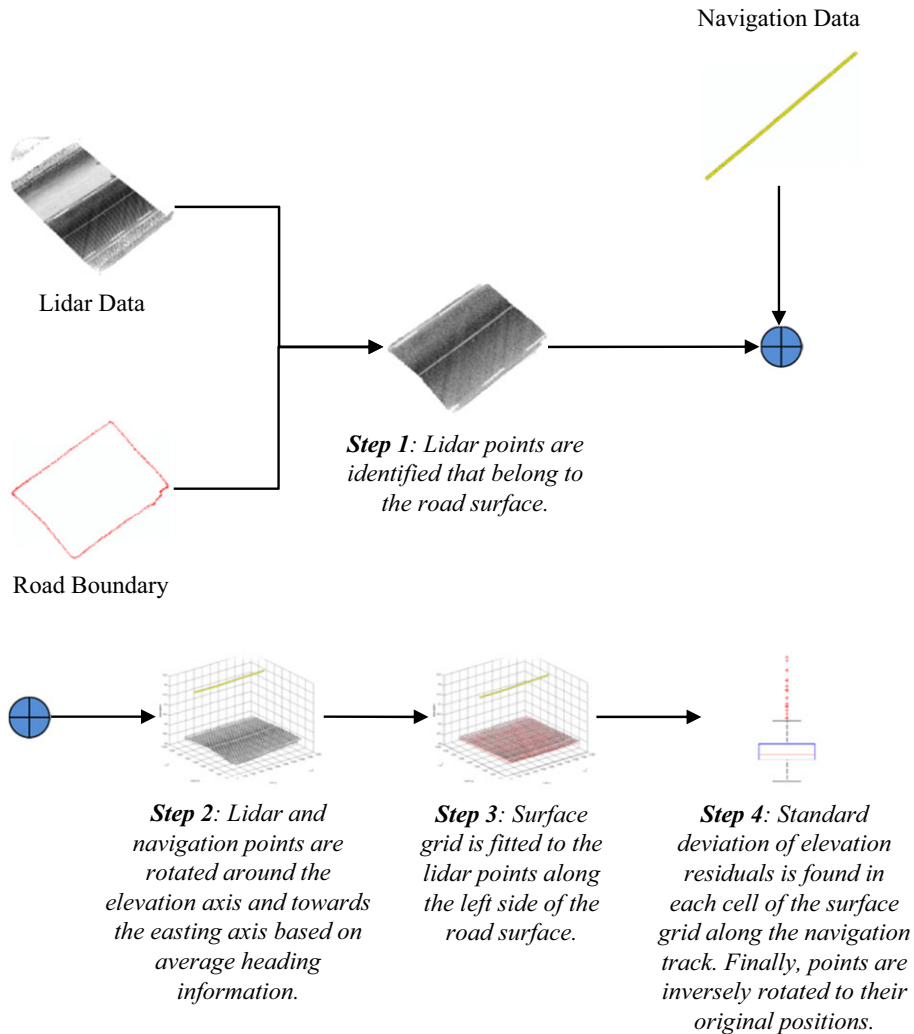 Navigation Data
Lidar Data
Step 1: Lidar points are
identified that belong to
the road surface.
Road Boundary
Step 2: Lidar and
navigation points are
rotated around the
elevation axis and towards
the easting axis based on
average heading
information.
Step 3: Surface
grid is fitted to the
lidar points along
the left side of the
road surface.
Step 4: Standard
deviation of elevation
residuals is found in
each cell of the surface
grid along the navigation
track. Finally, points are
inversely rotated to their
original positions.